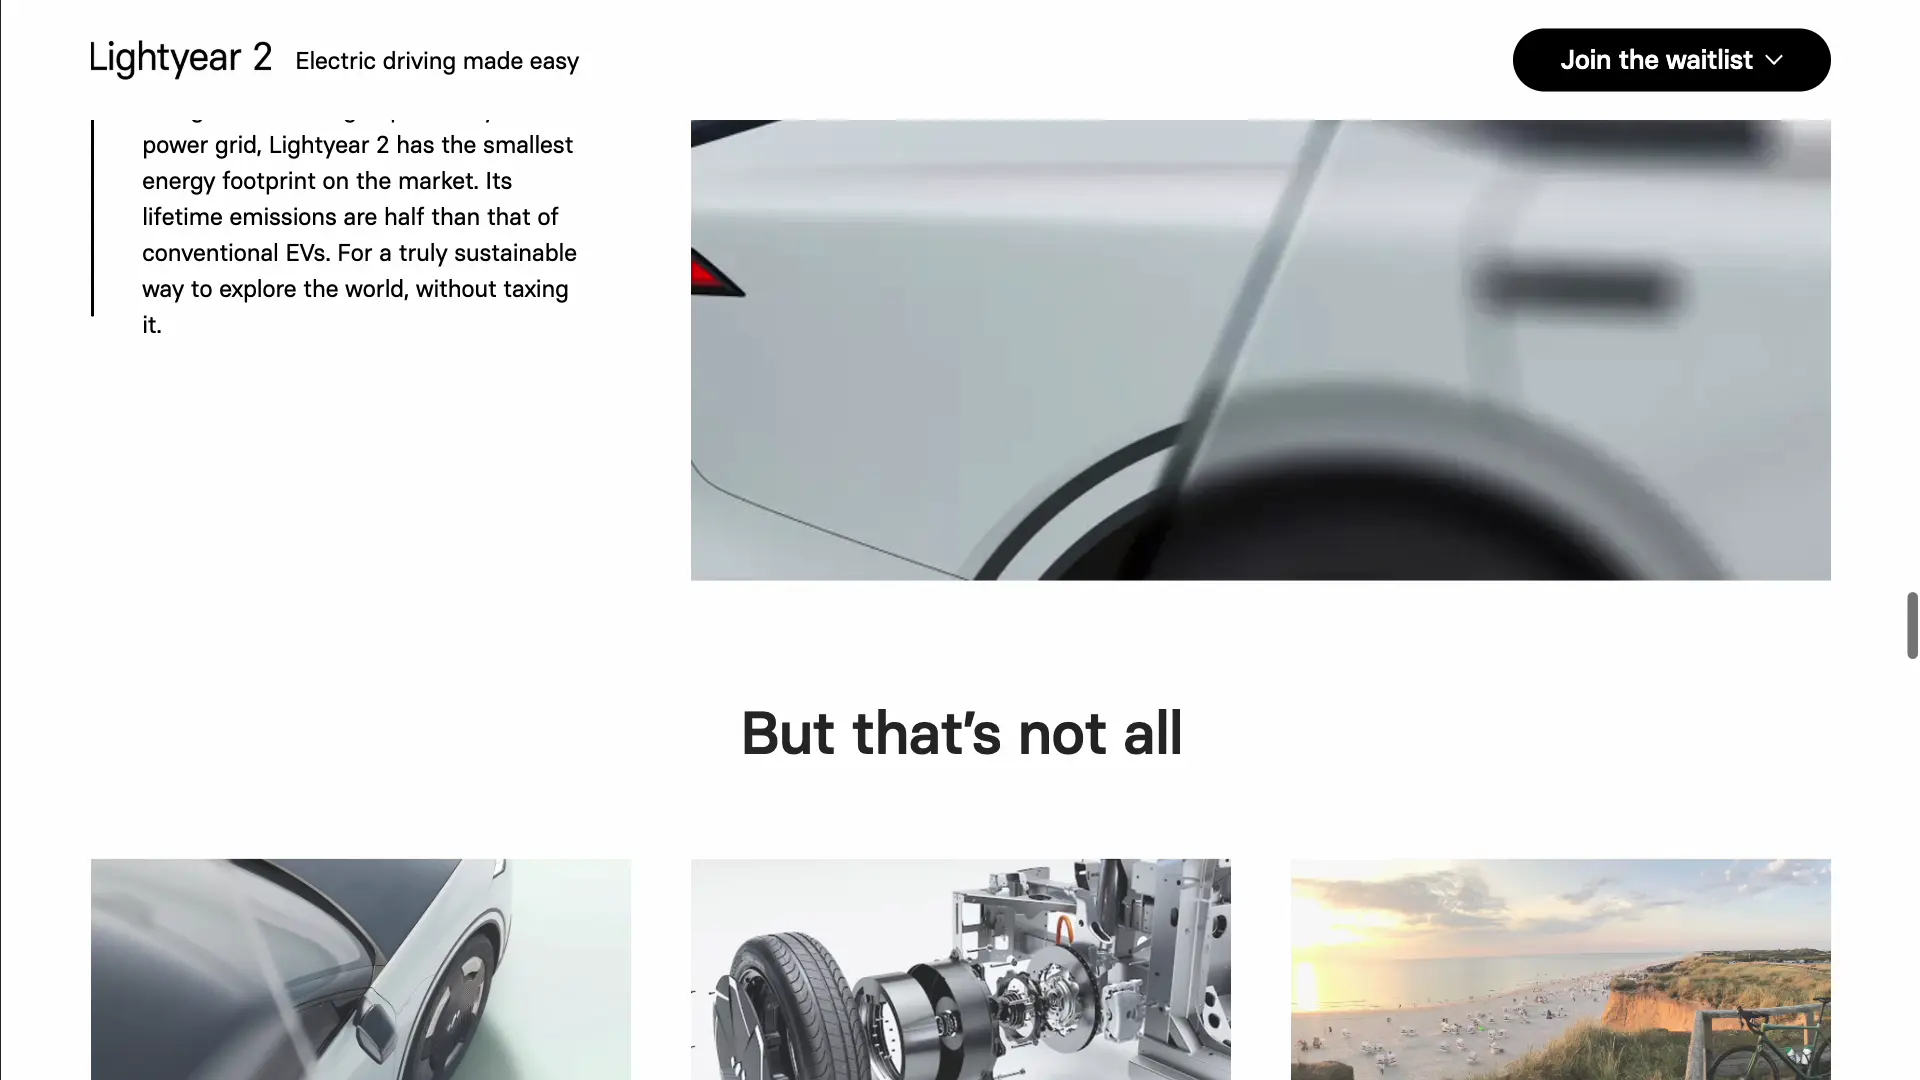 Lightyear 2 Electric driving made easy
Join the waitlist
power grid, Lightyear 2 has the smallest
energy footprint on the market. Its
lifetime emissions are half than that of
conventional EVs. For a truly sustainable
way to explore the world, without taxing
it.
But that’s not all